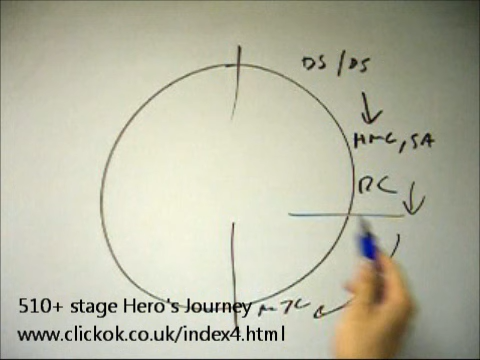 DS / DS
HMC, SA
RC
510+ stage Hero's Journey
www.clickok.co.uk/index4.html